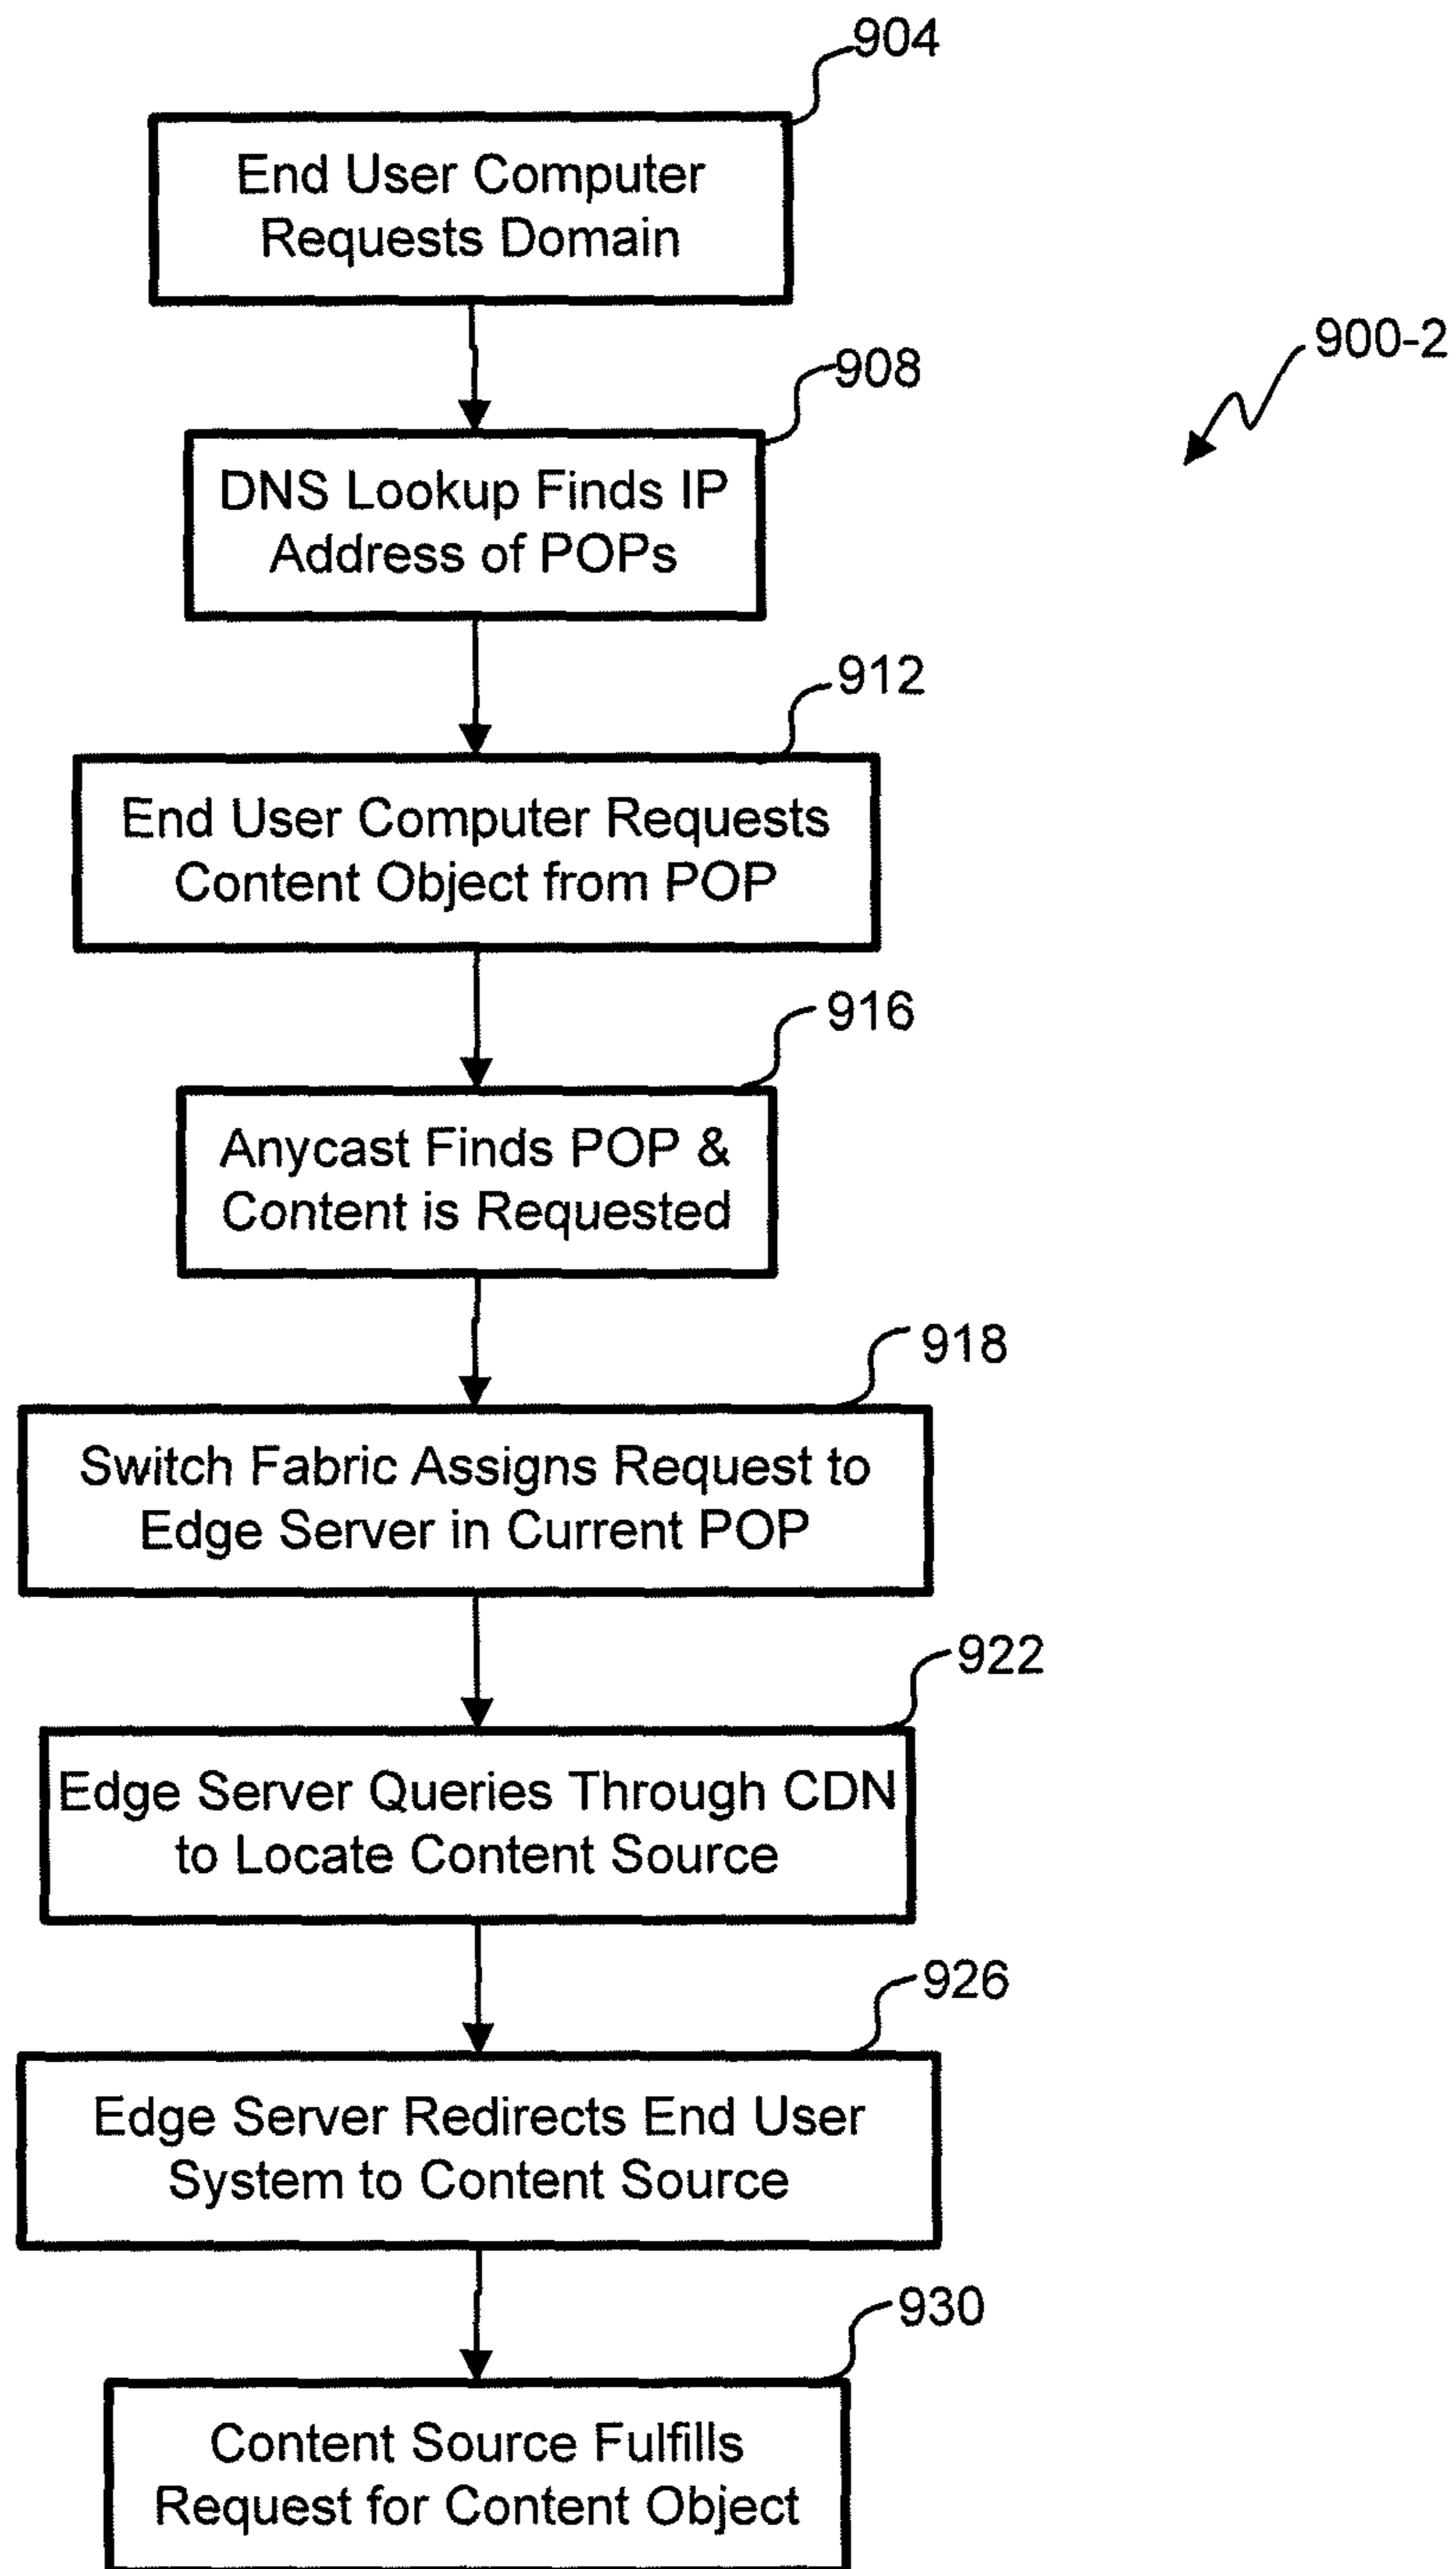 904
End User Computer
Requests Domain
900-2
908
DNS Lookup Finds IP
Address of POPs
912
End User Computer Requests
Content Object from POP
916
Anycast Finds POP &
Content is Requested
918
Switch Fabric Assigns Request to
Edge Server in Current POP
922
Edge Server Queries Through CDN
to Locate Content Source
926
Edge Server Redirects End User
System to Content Source
930
Content Source Fulfills
Request for Content Object